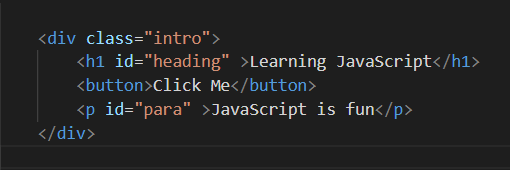 <div class="intro">
    <h1 id="heading" >Learning JavaScript</h1>
    <button>Click Me</button>
    <p id="para" >JavaScript is fun</p>
</div>